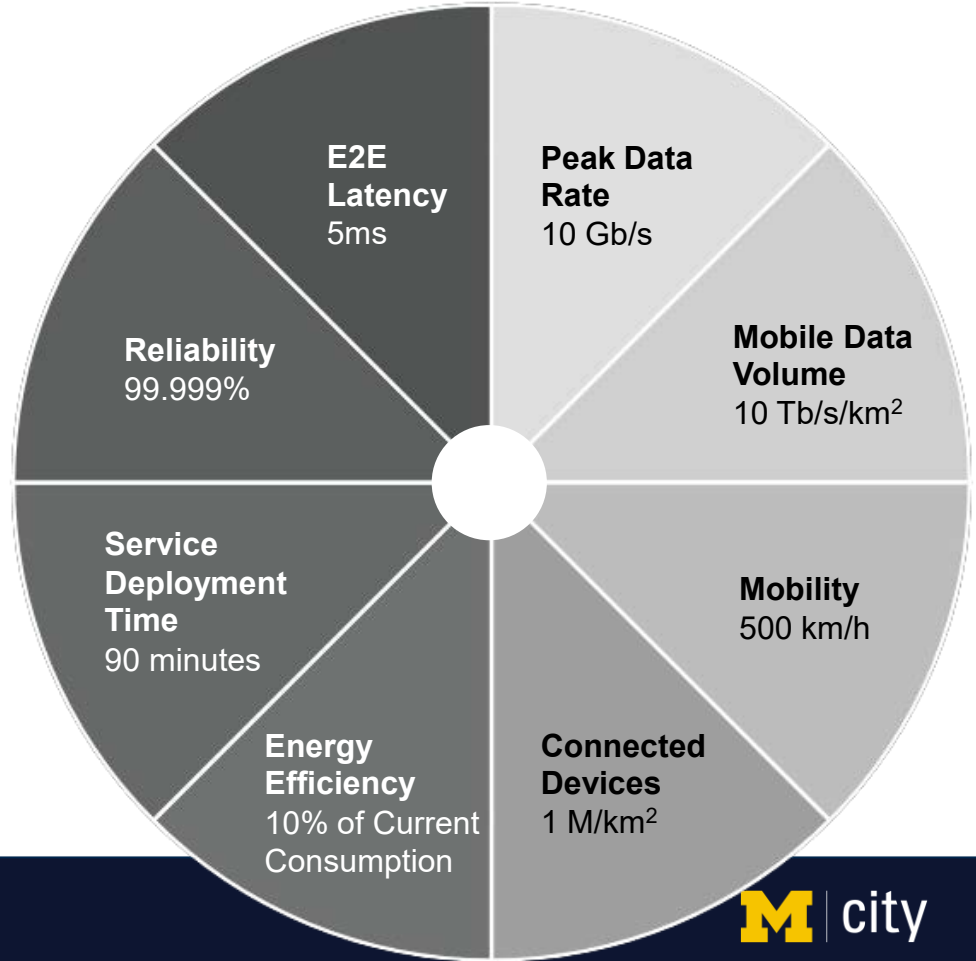 E2E
Latency
5ms
Peak Data
Rate
10 Gb/s
Mobile Data
Volume
10 Tb/s/km²
Mobility
500 km/h
Connected
Devices
1 M/km²
Energy
Efficiency
10% of Current
Consumption
Service
Deployment
Time
90 minutes
Reliability
99.999%
M city